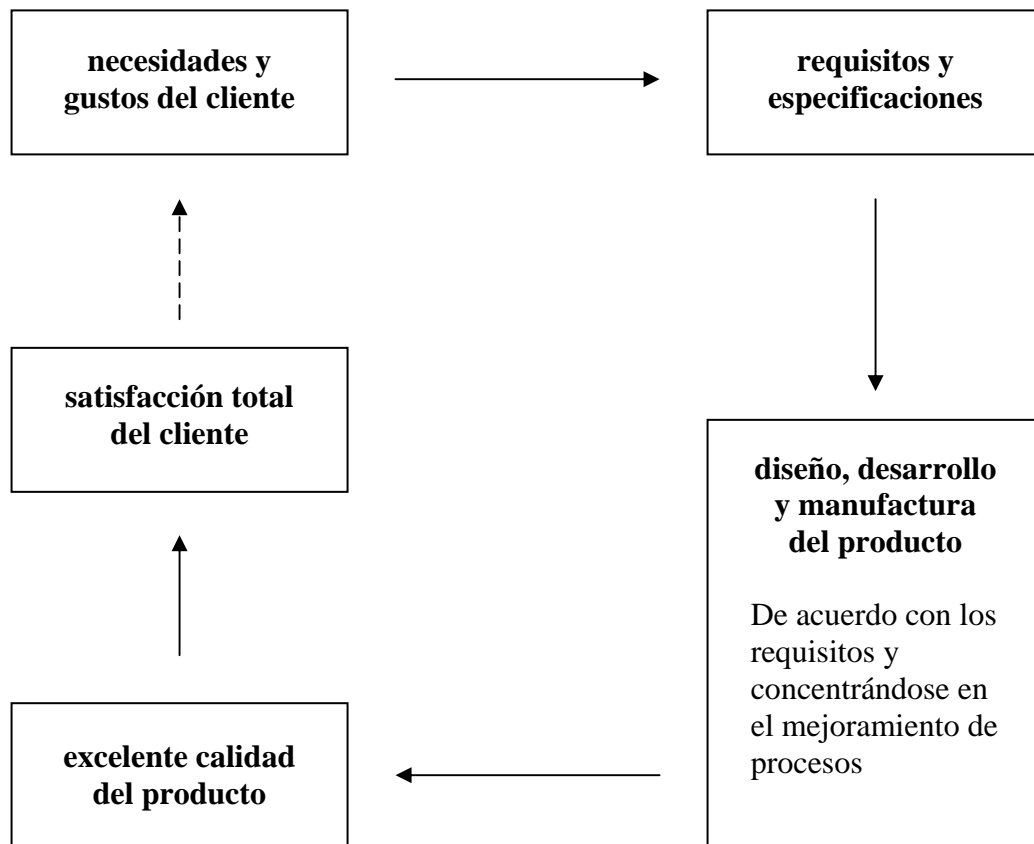 necesidades y
gustos del cliente
requisitos y
especificaciones
diseño, desarrollo
y manufactura
del producto
De acuerdo con los
requisitos y
concentrándose en
el mejoramiento de
procesos
excelente calidad
del producto
satisfacción total
del cliente